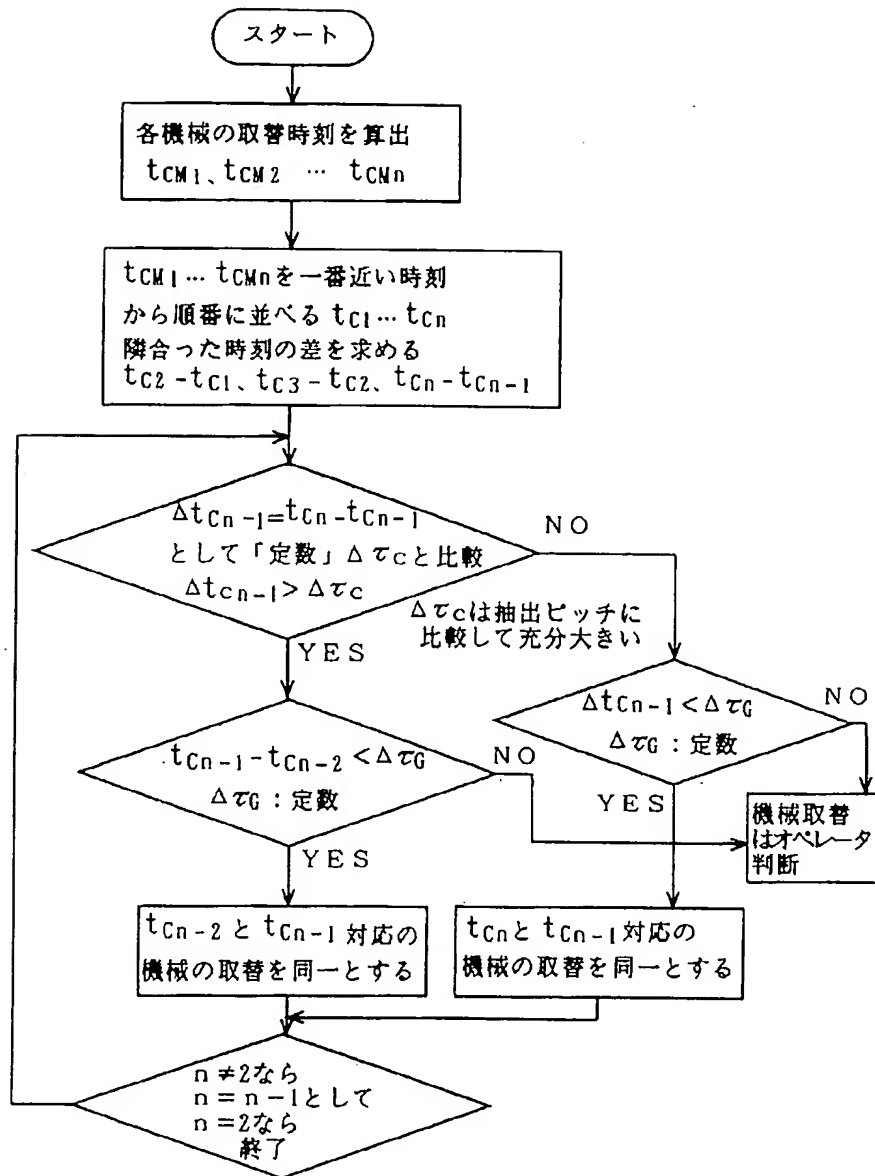 スタート
各機械の取替時刻を算出
tCM1、tCM2 … tCMn
tCM1… tCMnを一番近い時刻
から順番に並べる tC1… tCn
隣合った時刻の差を求める
tC2-tC1、tC3-tC2、tCn-tCn-1
ΔtCn-1=tCn-tCn-1
として「定数」Δτcと比較
Δtcn-1>Δτc
NO
YES
Δτcは抽出ピッチに
比較して充分大きい
ΔtCn-1<ΔτG
ΔτG:定数
NO
YES
tCn-1-tCn-2<ΔτG
ΔτG:定数
NO
YES
機械取替
はオペレータ
判断
tCn-2とtCn-1対応の
機械の取替を同一とする
tCnとtCn-1対応の
機械の取替を同一とする
n≠2なら
n=n-1として
n=2なら
終了